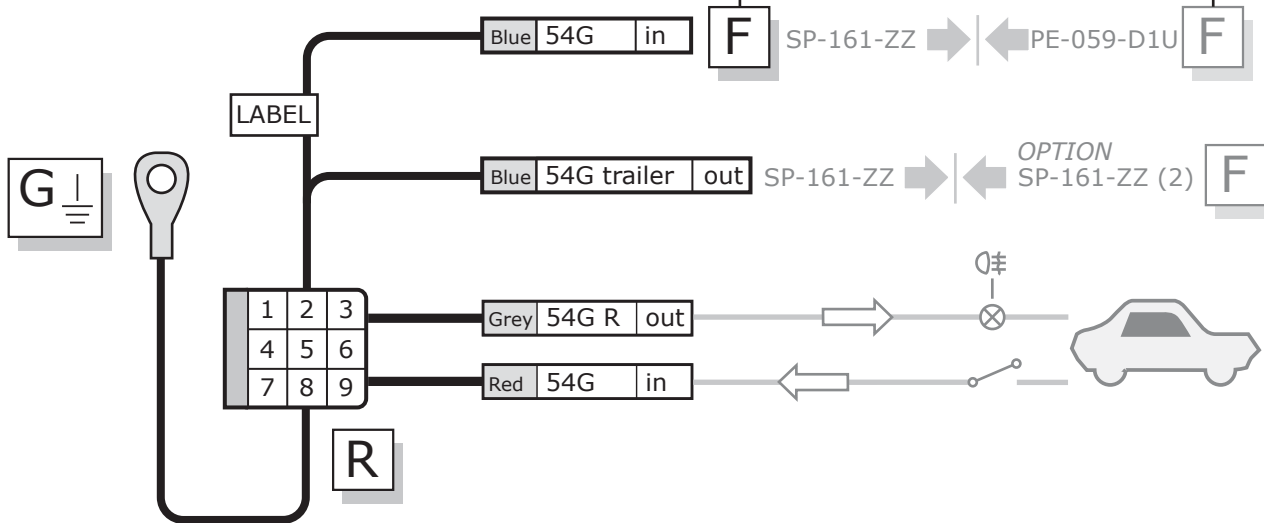 Blue 54G in F SP-161-ZZ PE-059-D1U F
LABEL
G
OPTION
Blue 54G trailer out SP-161-ZZ SP-161-ZZ (2) F
1 2 3
Grey 54G R out
4 5 6
7 8 9
Red 54G in
R